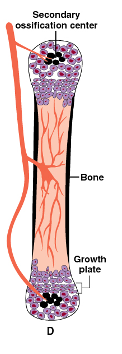 Secondary
ossification center
Bone
Growth
plate
D